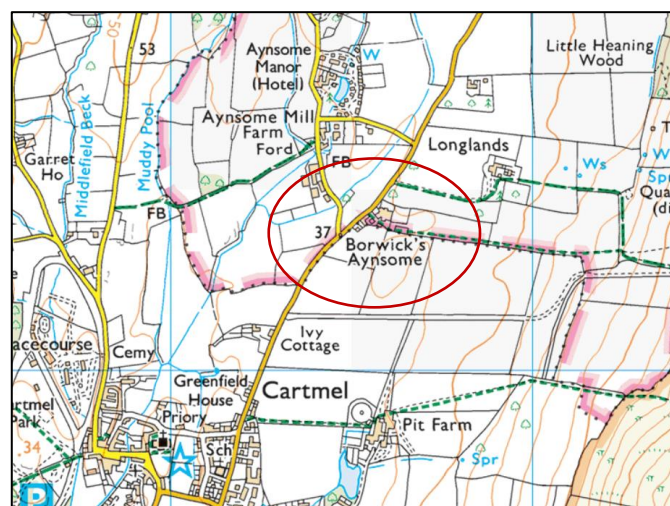 50
53
Aynsome
Manor
(Hotel)
W
Little Heaning
Wood
Middlefield Beck
Muddy Pool
Aynsome Mill
Farm
Ford
FB
Longlands
Garret
Ho
Ws
W
Spr
Qua
(di
FB
37
Borwick's
Aynsome
Ivy
Cottage
acecourse
Cemy
Greenfield
House
Priory
Cartmel
rtmel
Park
34
Sch
Pit Farm
Spr
P